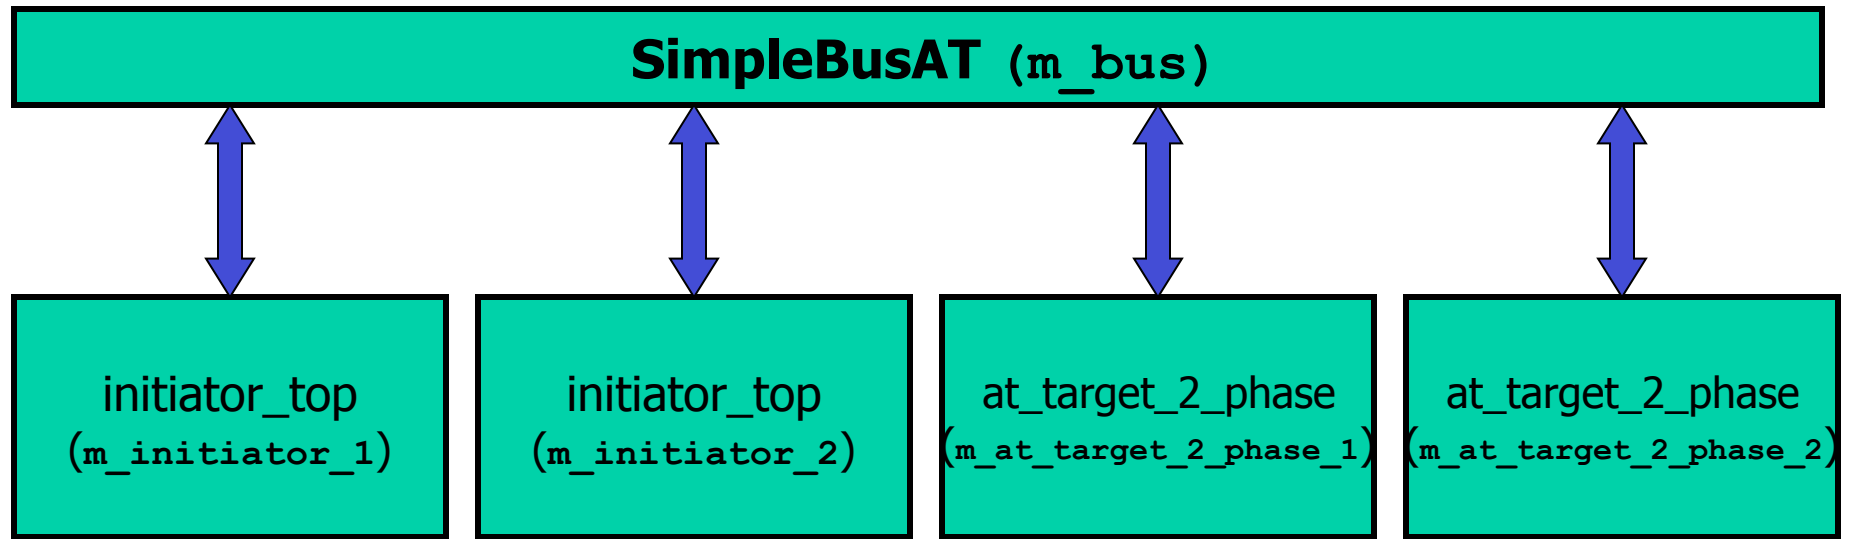 SimpleBusAT (m_bus)
initiator_top
(m_initiator_1)
initiator_top
(m_initiator_2)
at_target_2_phase
(m_at_target_2_phase_1)
at_target_2_phase
(m_at_target_2_phase_2)